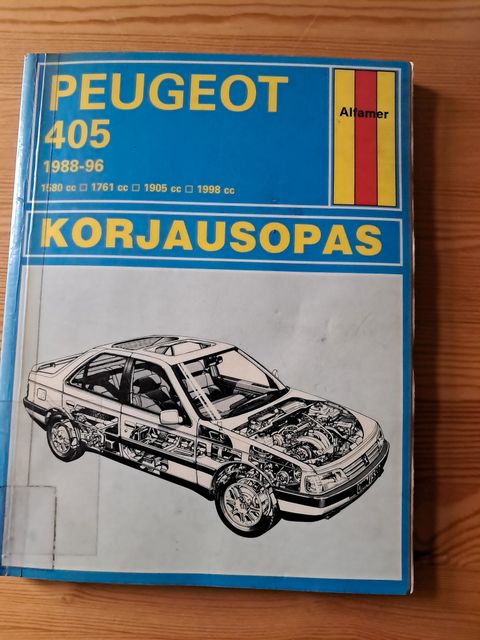 PEUGEOT
405
1988-96
1580 cc □ 1761 cc □ 1905 cc □ 1998 cc
Alfamer
KORJAUSOPAS